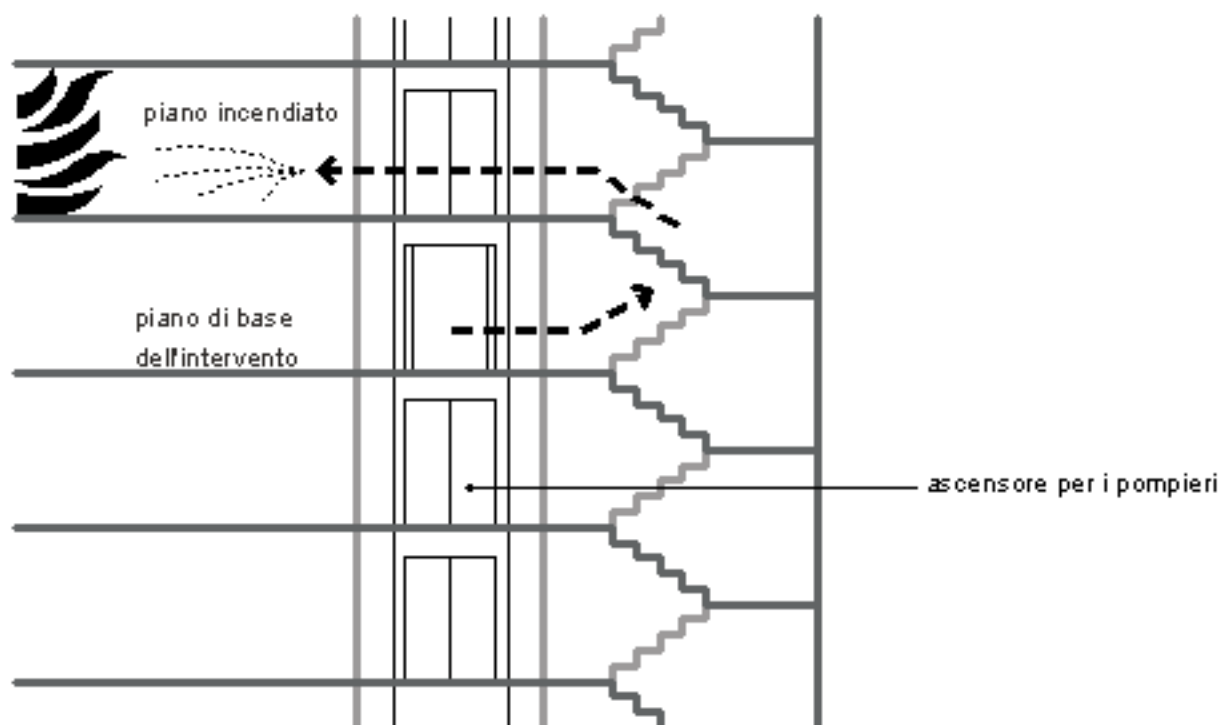 piano incendiato
piano di base
dell'intervento
ascensore per i pompieri